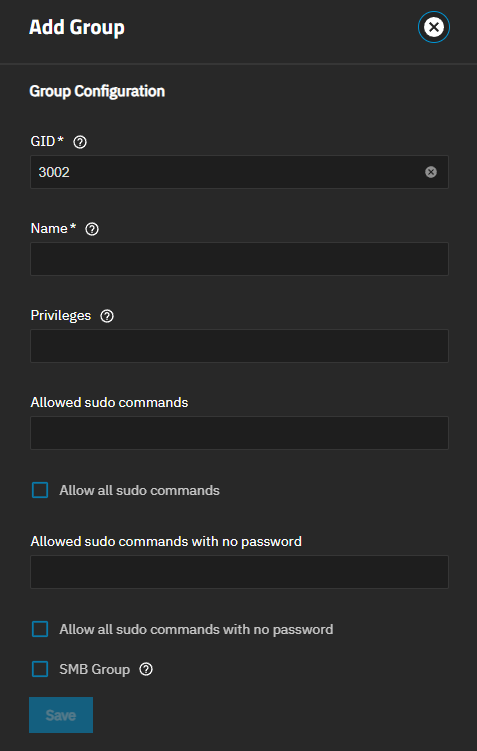 Add Group
Group Configuration
GID*
3002
Name*
Privileges
Allowed sudo commands
Allow all sudo commands
Allowed sudo commands with no password
Allow all sudo commands with no password
SMB Group
Save